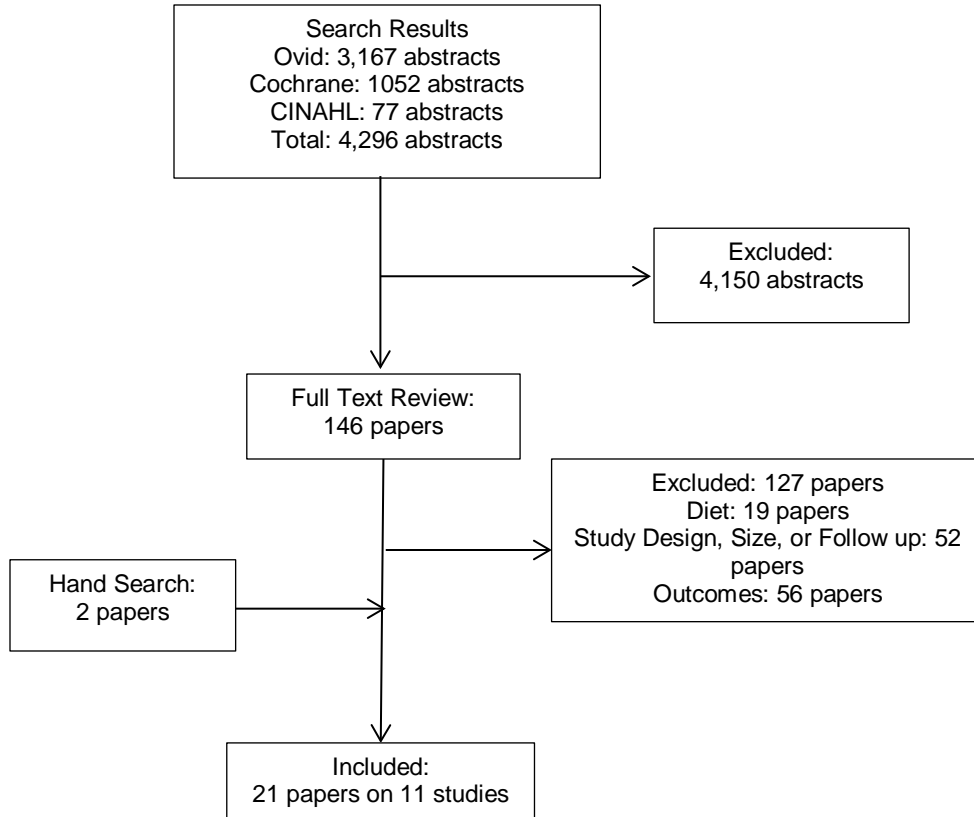 Search Results
Ovid: 3,167 abstracts
Cochrane: 1052 abstracts
CINAHL: 77 abstracts
Total: 4,296 abstracts
Excluded:
4,150 abstracts
Full Text Review:
146 papers
Excluded: 127 papers
Diet: 19 papers
Study Design, Size, or Follow up: 52
papers
Outcomes: 56 papers
Hand Search:
2 papers
Included:
21 papers on 11 studies